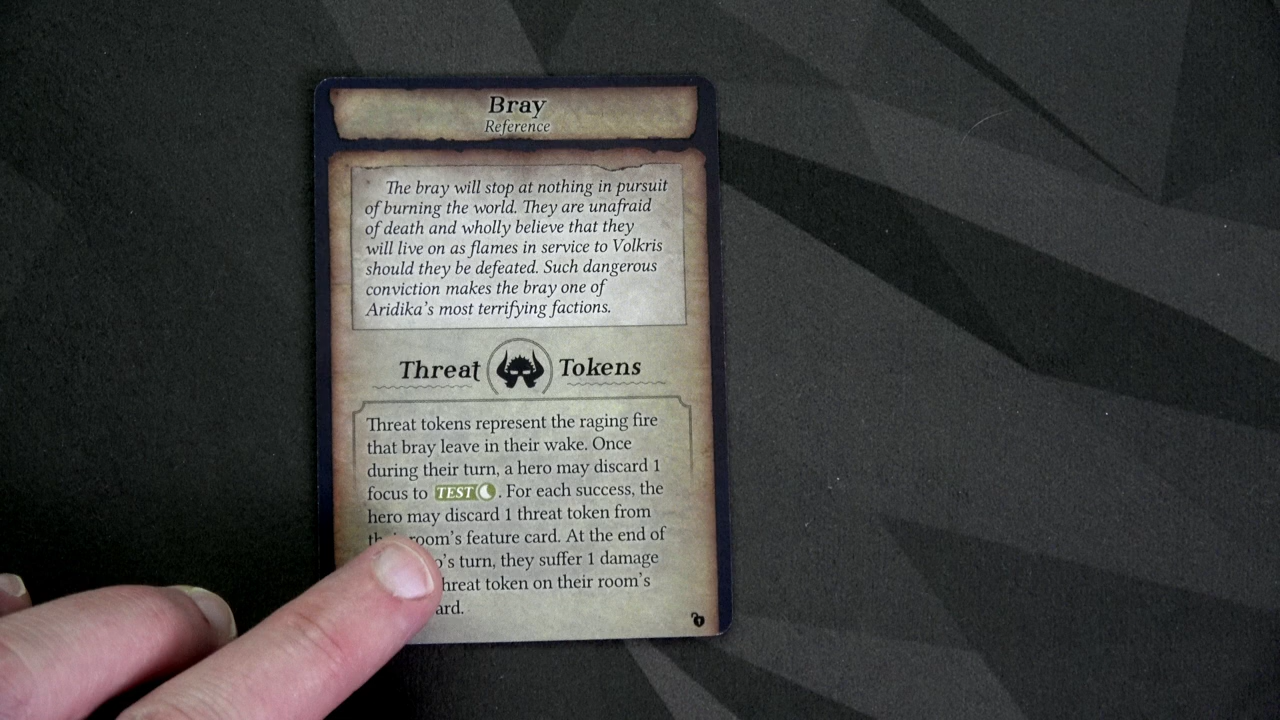 Bray
Reference
The bray will stop at nothing in pursuit
of burning the world. They are unafraid
of death and wholly believe that they
will live on as flames in service to Volkris
should they be defeated. Such dangerous
conviction makes the bray one of
Aridika's most terrifying factions.
Threat Tokens
Threat tokens represent the raging fire
that bray leave in their wake. Once
during their turn, a hero may discard 1
focus to TEST. For each success, the
hero may discard 1 threat token from
room's feature card. At the end of
turn, they suffer 1 damage
threat token on their room's